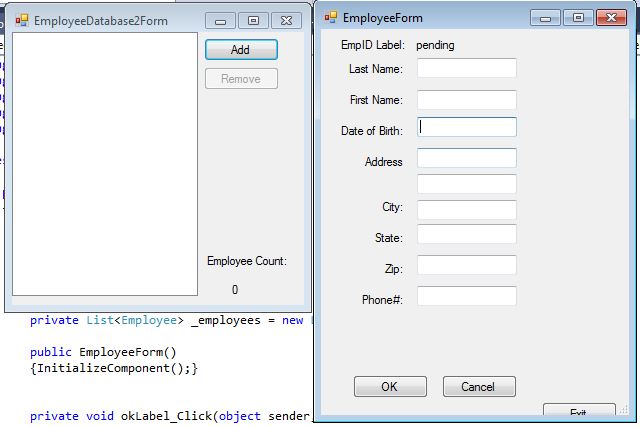 EmployeeDatabase2Form
Add
Remove
Employee Count:
0
EmployeeForm
EmpID Label: pending
Last Name:
First Name:
Date of Birth:
Address
City:
State:
Zip:
Phone#:
OK
Cancel
Exit
private List<Employee> _employees = new
public EmployeeForm()
{InitializeComponent();}
private void okLabel_Click(object sender,